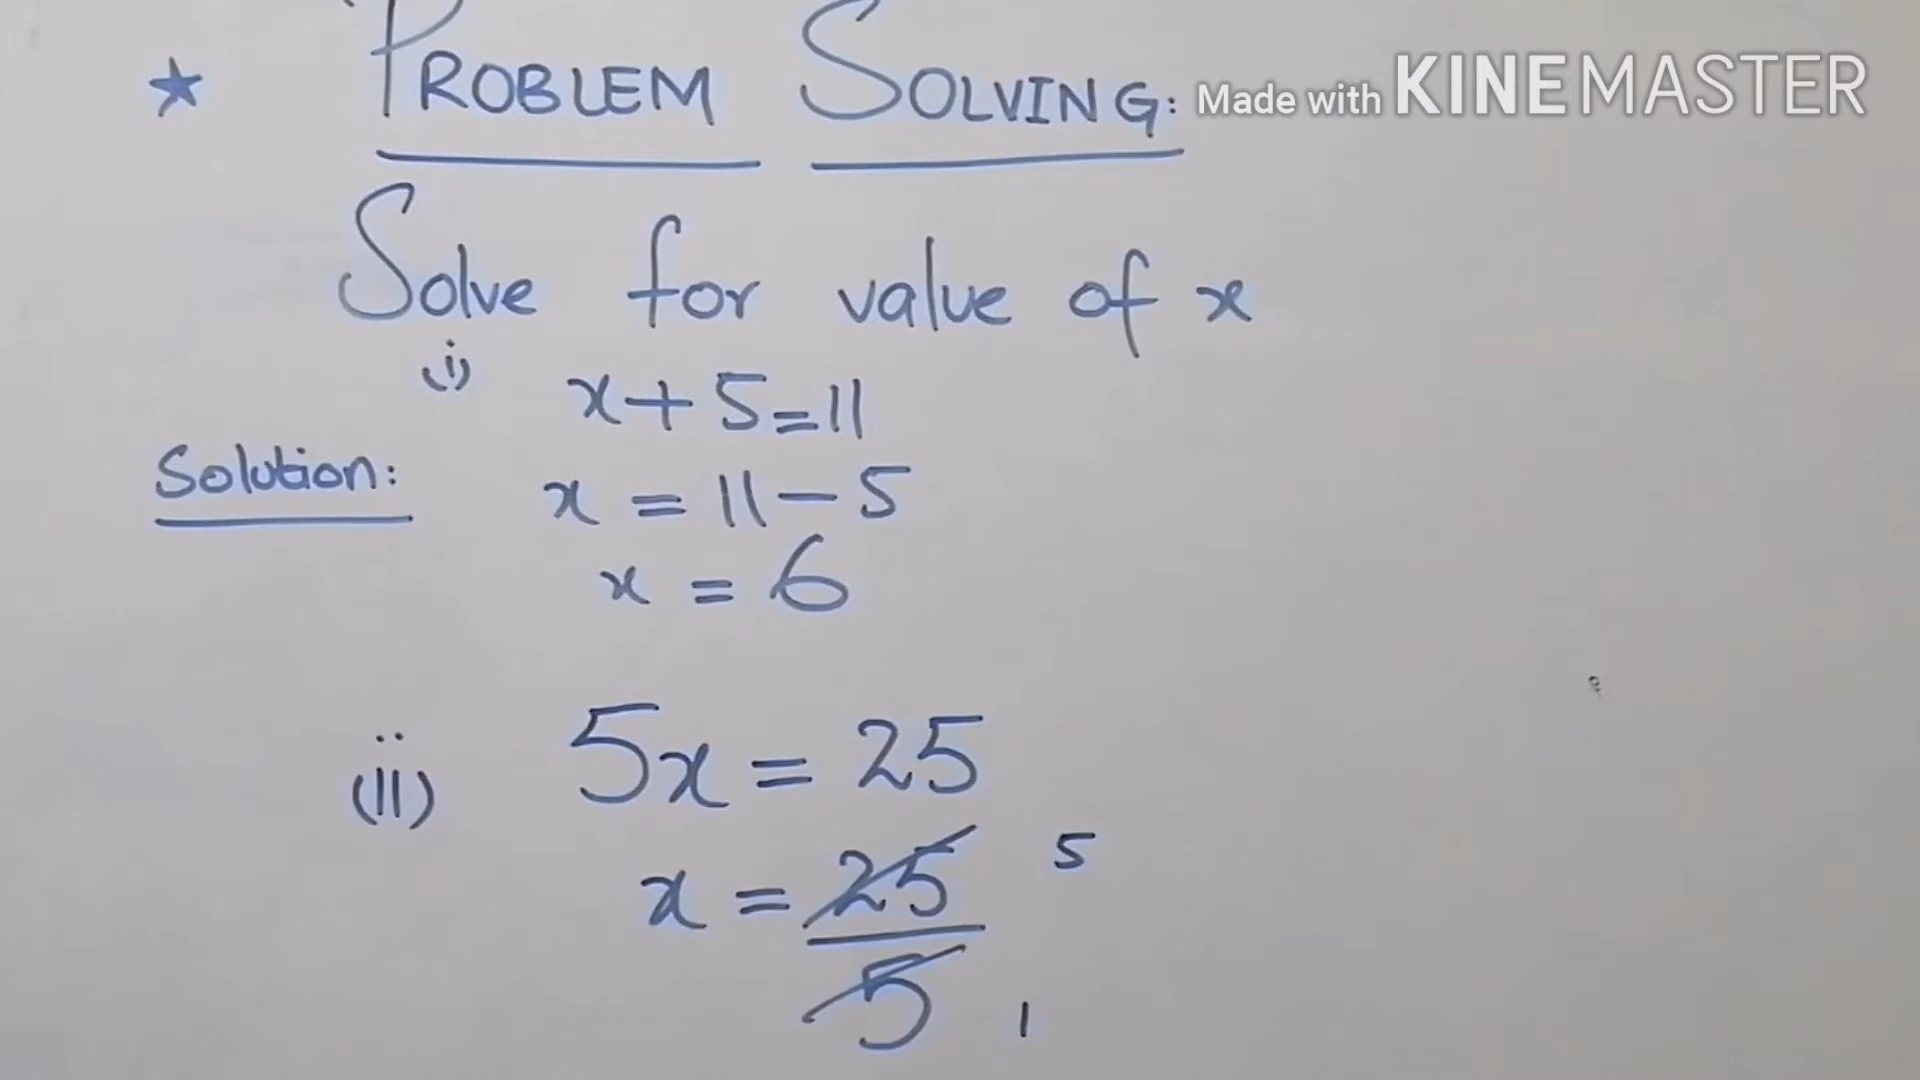 ★ PROBLEM SOLVING:
Made with KINEMASTER
Solve for value of x
(i) x + 5 = 11
Solution: x = 11 - 5
x = 6
(ii) 5x = 25
x = 25/5 5 1